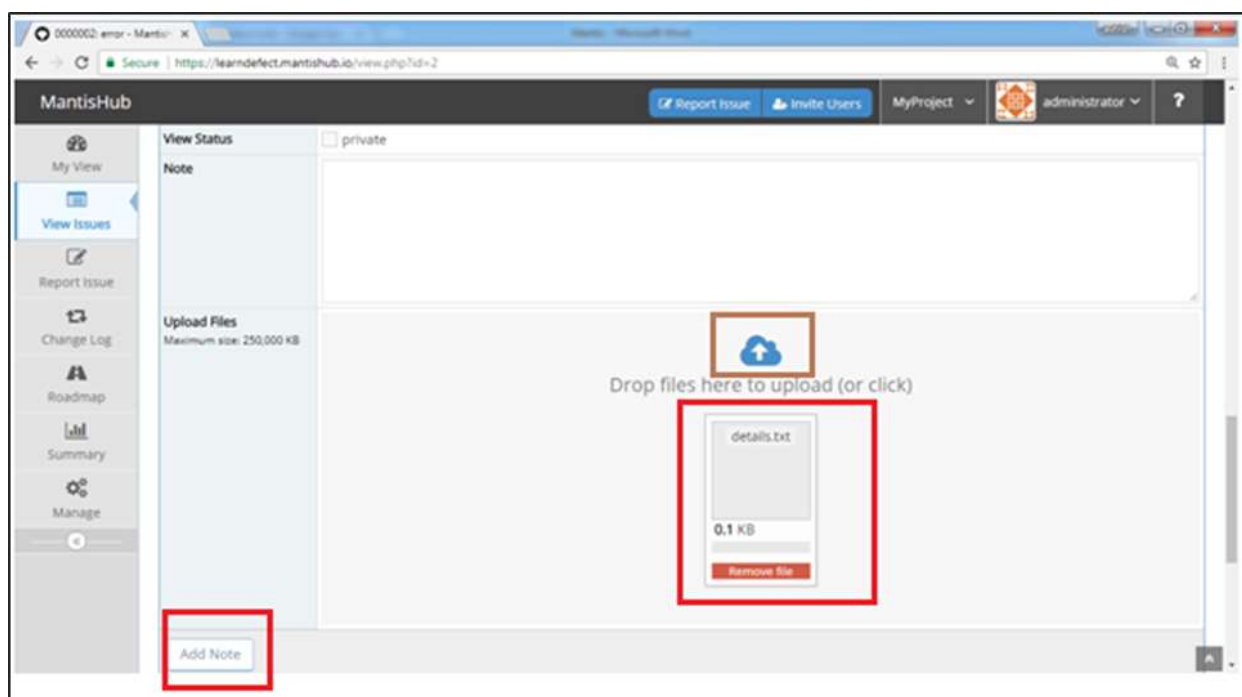 0000002: error - Mantis
Secure | https://learndefect.mantishub.io/view.php?id=2
MantisHub
Report Issue
Invite Users
MyProject
administrator
?
My View
View Issues
Report Issue
Change Log
Roadmap
Summary
Manage
View Status
private
Note
Upload Files
Maximum size: 250,000 KB
Drop files here to upload (or click)
details.txt
0.1 KB
Remove file
Add Note